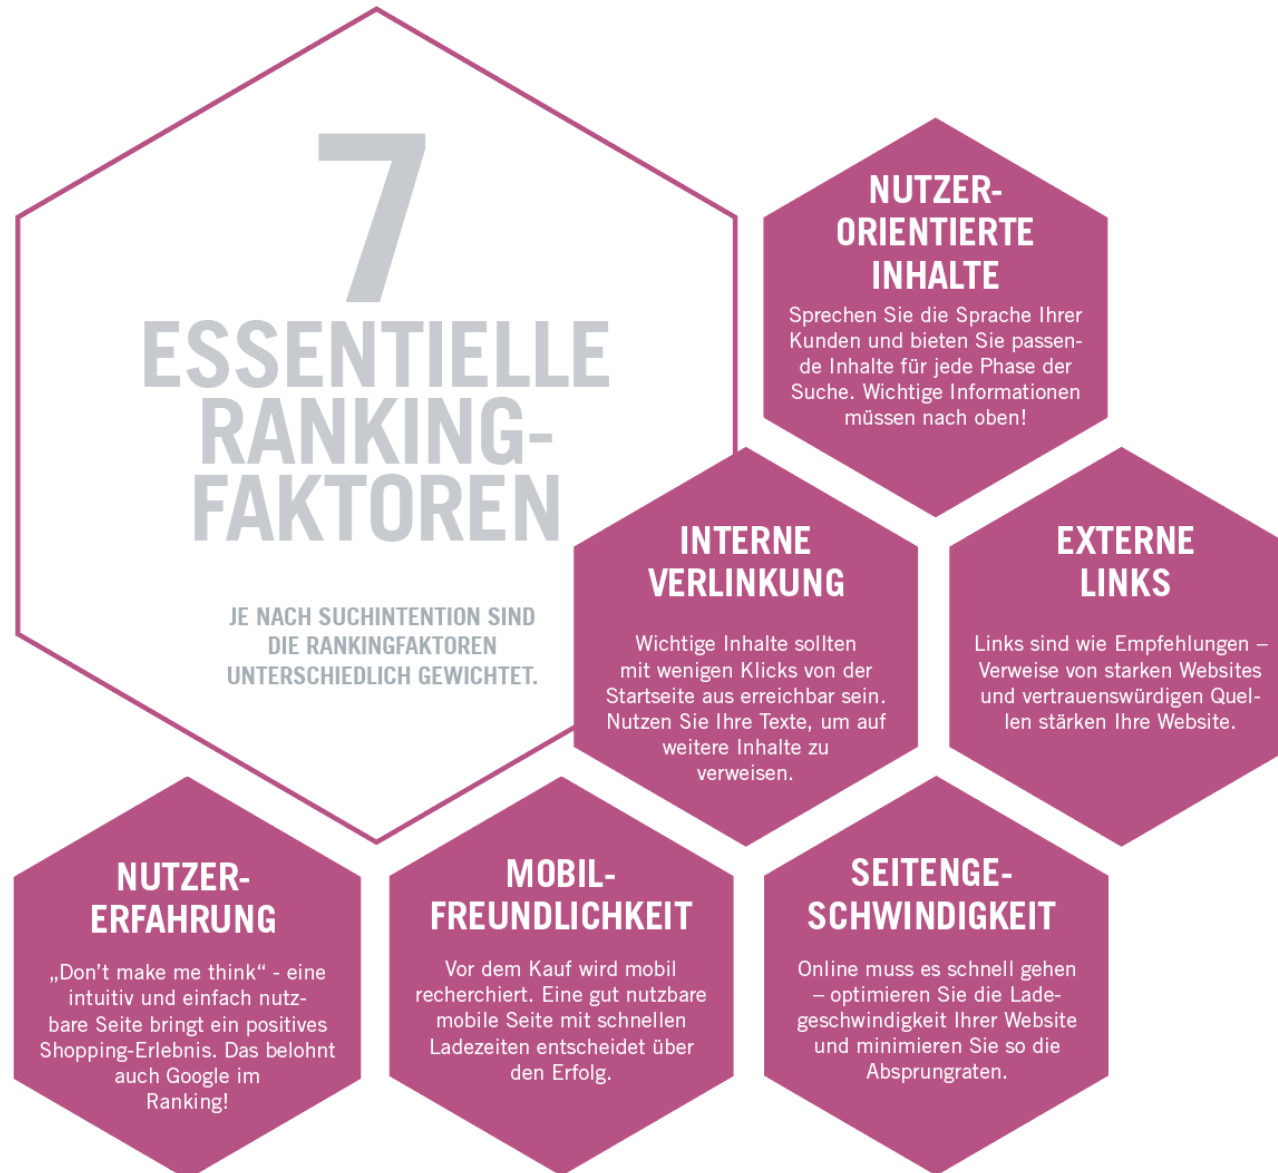 7
ESSENTIELLE
RANKING-
FAKTOREN
JE NACH SUCHINTENTION SIND
DIE RANKINGFAKTOREN
UNTERSCHIEDLICH GEWICHTET.
NUTZER-
ORIENTIERTE
INHALTE
Sprechen Sie die Sprache Ihrer
Kunden und bieten Sie passen-
de Inhalte für jede Phase der
Suche. Wichtige Informationen
müssen nach oben!
INTERNE
VERLINKUNG
Wichtige Inhalte sollten
mit wenigen Klicks von der
Startseite aus erreichbar sein.
Nutzen Sie Ihre Texte, um auf
weitere Inhalte zu
verweisen.
EXTERNE
LINKS
Links sind wie Empfehlungen –
Verweise von starken Websites
und vertrauenswürdigen Quel-
len stärken Ihre Website.
NUTZER-
ERFAHRUNG
„Don’t make me think“ - eine
intuitiv und einfach nutz-
bare Seite bringt ein positives
Shopping-Erlebnis. Das belohnt
auch Google im
Ranking!
MOBIL-
FREUNDLICHKEIT
Vor dem Kauf wird mobil
recherchiert. Eine gut nutzbare
mobile Seite mit schnellen
Ladezeiten entscheidet über
den Erfolg.
SEITENGE-
SCHWINDIGKEIT
Online muss es schnell gehen
– optimieren Sie die Lade-
geschwindigkeit Ihrer Website
und minimieren Sie so die
Absprungraten.